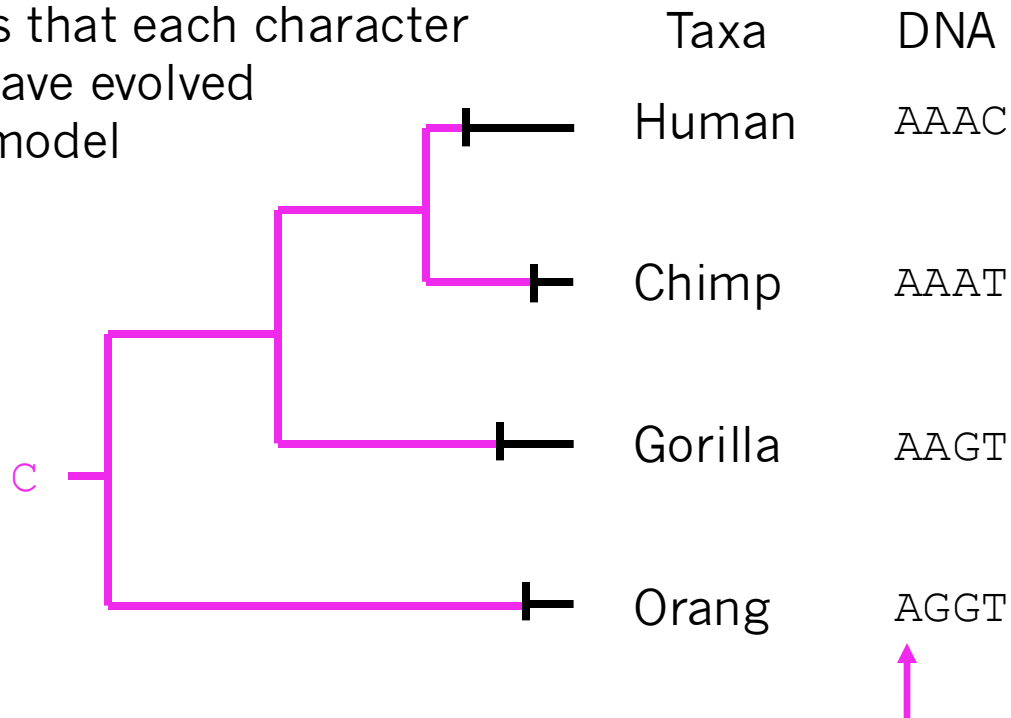 s that each character
ave evolved
model
Taxa DNA
Human AAAC
Chimp AAAT
Gorilla AAGT
C
Orang AGGT